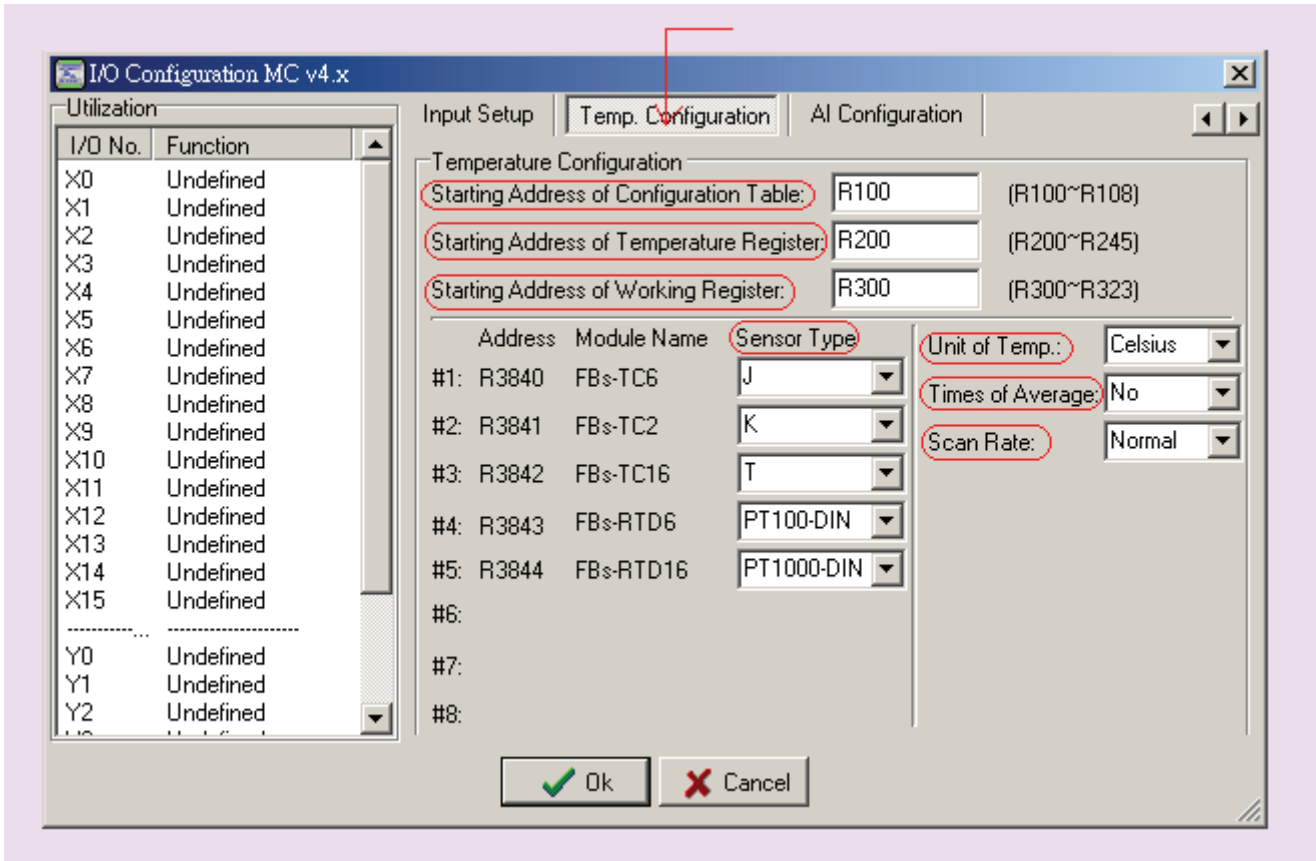 I/O Configuration MC v4.x
Utilization
I/O No. Function
X0 Undefined
X1 Undefined
X2 Undefined
X3 Undefined
X4 Undefined
X5 Undefined
X6 Undefined
X7 Undefined
X8 Undefined
X9 Undefined
X10 Undefined
X11 Undefined
X12 Undefined
X13 Undefined
X14 Undefined
X15 Undefined
-----------... ---------------------
Y0 Undefined
Y1 Undefined
Y2 Undefined
Input Setup Temp. Configuration AI Configuration
Temperature Configuration
Starting Address of Configuration Table: R100 (R100~R108)
Starting Address of Temperature Register: R200 (R200~R245)
Starting Address of Working Register: R300 (R300~R323)
Address Module Name Sensor Type
#1: R3840 FBs-TC6 J
#2: R3841 FBs-TC2 K
#3: R3842 FBs-TC16 T
#4: R3843 FBs-RTD6 PT100-DIN
#5: R3844 FBs-RTD16 PT1000-DIN
#6:
#7:
#8:
Unit of Temp.: Celsius
Times of Average: No
Scan Rate: Normal
Ok Cancel